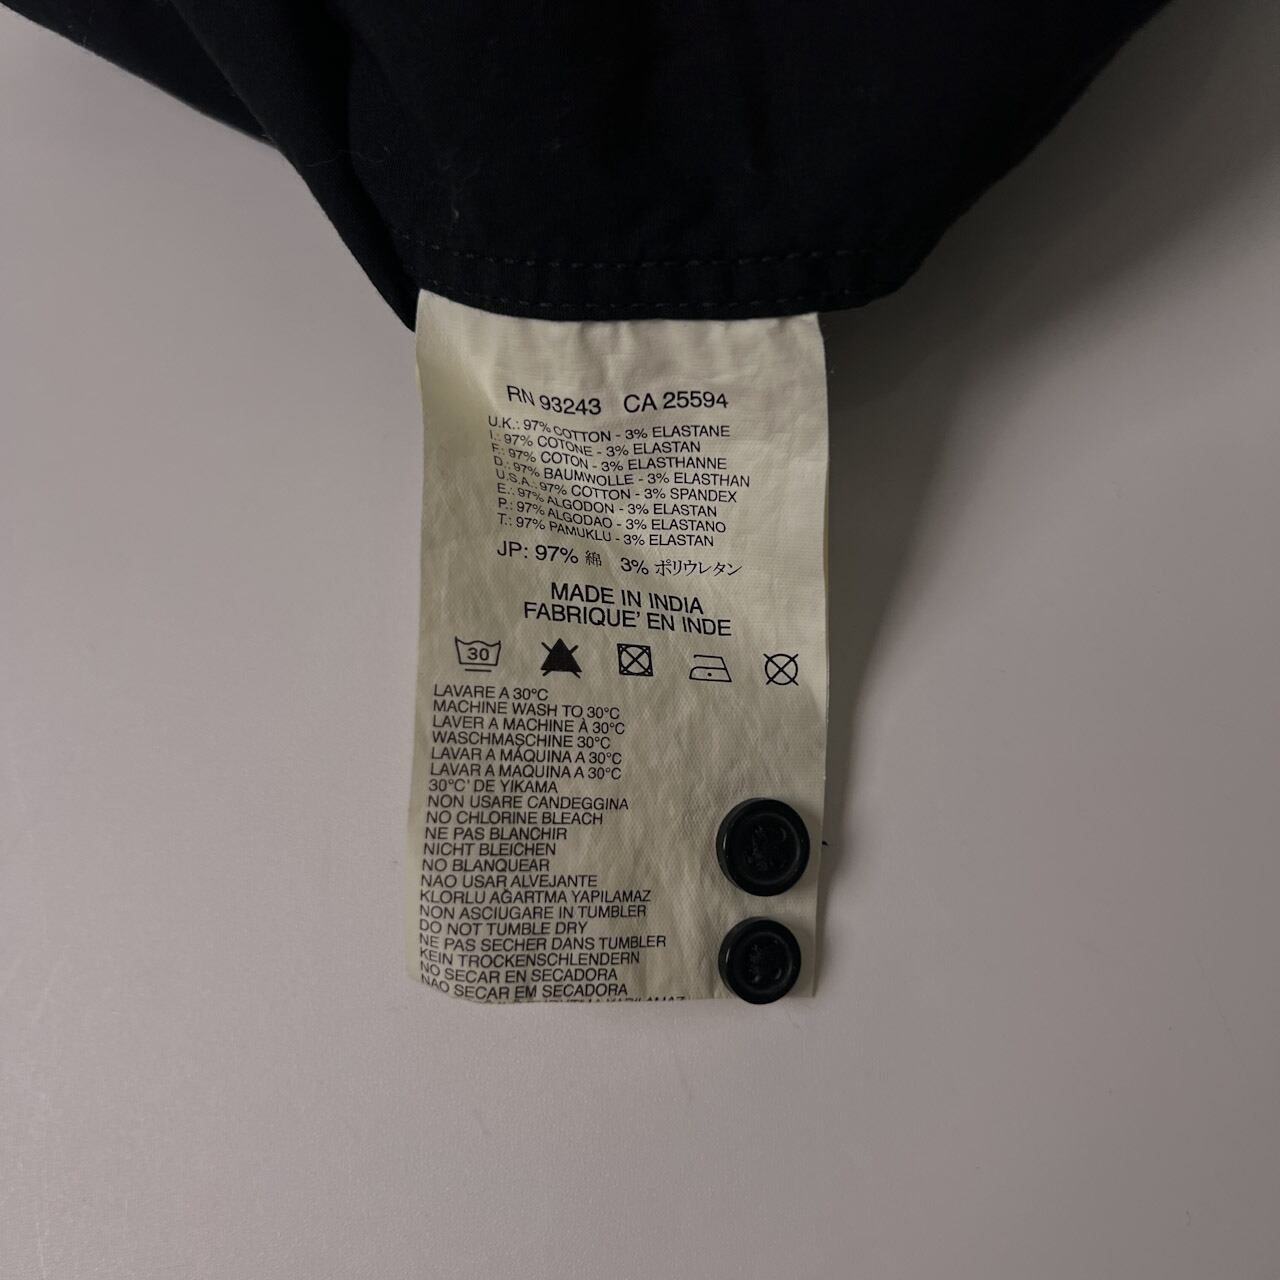 RN 93243 CA 25594
U.K.: 97% COTTON - 3% ELASTANE
I.: 97% COTONE - 3% ELASTAN
F.: 97% COTON - 3% ELASTHANNE
D.: 97% BAUMWOLLE - 3% ELASTHAN
U.S.A.: 97% COTTON - 3% SPANDEX
E.: 97% ALGODON - 3% ELASTAN
P.: 97% ALGODAO - 3% ELASTANO
T.: 97% PAMUKLU - 3% ELASTAN
JP: 97% 綿 3% ポリウレタン
MADE IN INDIA
FABRIQUE' EN INDE
30
LAVARE A 30°C
MACHINE WASH TO 30°C
LAVER A MACHINE À 30°C
WASCHMASCHINE 30°C
LAVAR A MÁQUINA A 30°C
LAVAR A MAQUINA A 30°C
30°C' DE YIKAMA
NON USARE CANDEGGINA
NO CHLORINE BLEACH
NE PAS BLANCHIR
NICHT BLEICHEN
NO BLANQUEAR
NAO USAR ALVEJANTE
KLORLU AĞARTMA YAPILAMAZ
NON ASCIUGARE IN TUMBLER
DO NOT TUMBLE DRY
NE PAS SECHER DANS TUMBLER
KEIN TROCKENSCHLENDERN
NO SECAR EN SECADORA
NAO SECAR EM SECADORA